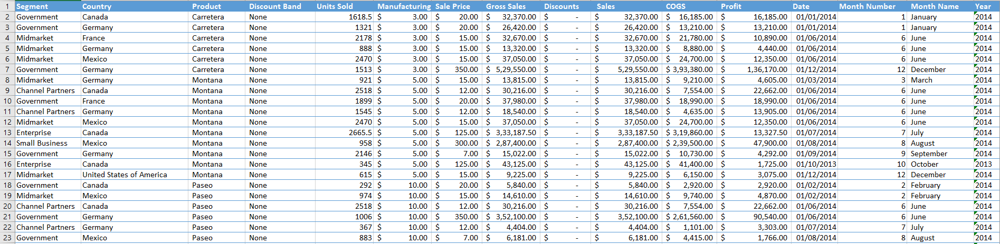 1 Segment Country Product Discount Band Units Sold Manufacturing Sale Price Gross Sales Discounts Sales COGS Profit Date Month Number Month Name Year
2 Government Canada Carretera None 1618.5 $ 3.00 $ 20.00 $ 32,370.00 $ - $ 32,370.00 $ 16,185.00 $ 16,185.00 01/01/2014 1 January 2014
3 Government Germany Carretera None 1321 $ 3.00 $ 20.00 $ 26,420.00 $ - $ 26,420.00 $ 13,210.00 $ 13,210.00 01/01/2014 1 January 2014
4 Midmarket France Carretera None 2178 $ 3.00 $ 15.00 $ 32,670.00 $ - $ 32,670.00 $ 21,780.00 $ 10,890.00 01/06/2014 6 June 2014
5 Midmarket Germany Carretera None 888 $ 3.00 $ 15.00 $ 13,320.00 $ - $ 13,320.00 $ 8,880.00 $ 4,440.00 01/06/2014 6 June 2014
6 Midmarket Mexico Carretera None 2470 $ 3.00 $ 15.00 $ 37,050.00 $ - $ 37,050.00 $ 24,700.00 $ 12,350.00 01/06/2014 6 June 2014
7 Government Germany Carretera None 1513 $ 3.00 $ 350.00 $ 5,29,550.00 $ - $ 5,29,550.00 $ 3,93,380.00 $ 1,36,170.00 01/12/2014 12 December 2014
8 Midmarket Germany Montana None 921 $ 5.00 $ 15.00 $ 13,815.00 $ - $ 13,815.00 $ 9,210.00 $ 4,605.00 01/03/2014 3 March 2014
9 Channel Partners Canada Montana None 2518 $ 5.00 $ 12.00 $ 30,216.00 $ - $ 30,216.00 $ 7,554.00 $ 22,662.00 01/06/2014 6 June 2014
10 Government France Montana None 1899 $ 5.00 $ 20.00 $ 37,980.00 $ - $ 37,980.00 $ 18,990.00 $ 18,990.00 01/06/2014 6 June 2014
11 Channel Partners Germany Montana None 1545 $ 5.00 $ 12.00 $ 18,540.00 $ - $ 18,540.00 $ 4,635.00 $ 13,905.00 01/06/2014 6 June 2014
12 Midmarket Mexico Montana None 2470 $ 5.00 $ 15.00 $ 37,050.00 $ - $ 37,050.00 $ 24,700.00 $ 12,350.00 01/06/2014 6 June 2014
13 Enterprise Canada Montana None 2665.5 $ 5.00 $ 125.00 $ 3,33,187.50 $ - $ 3,33,187.50 $ 3,19,860.00 $ 13,327.50 01/07/2014 7 July 2014
14 Small Business Mexico Montana None 958 $ 5.00 $ 300.00 $ 2,87,400.00 $ - $ 2,87,400.00 $ 2,39,500.00 $ 47,900.00 01/08/2014 8 August 2014
15 Government Germany Montana None 2146 $ 5.00 $ 7.00 $ 15,022.00 $ - $ 15,022.00 $ 10,730.00 $ 4,292.00 01/09/2014 9 September 2014
16 Enterprise Canada Montana None 345 $ 5.00 $ 125.00 $ 43,125.00 $ - $ 43,125.00 $ 41,400.00 $ 1,725.00 01/10/2013 10 October 2013
17 Midmarket United States of America Montana None 615 $ 5.00 $ 15.00 $ 9,225.00 $ - $ 9,225.00 $ 6,150.00 $ 3,075.00 01/12/2014 12 December 2014
18 Government Canada Paseo None 292 $ 10.00 $ 20.00 $ 5,840.00 $ - $ 5,840.00 $ 2,920.00 $ 2,920.00 01/02/2014 2 February 2014
19 Midmarket Mexico Paseo None 974 $ 10.00 $ 15.00 $ 14,610.00 $ - $ 14,610.00 $ 9,740.00 $ 4,870.00 01/02/2014 2 February 2014
20 Channel Partners Canada Paseo None 2518 $ 10.00 $ 12.00 $ 30,216.00 $ - $ 30,216.00 $ 7,554.00 $ 22,662.00 01/06/2014 6 June 2014
21 Government Germany Paseo None 1006 $ 10.00 $ 350.00 $ 3,52,100.00 $ - $ 3,52,100.00 $ 2,61,560.00 $ 90,540.00 01/06/2014 6 June 2014
22 Channel Partners Germany Paseo None 367 $ 10.00 $ 12.00 $ 4,404.00 $ - $ 4,404.00 $ 1,101.00 $ 3,303.00 01/07/2014 7 July 2014
23 Government Mexico Paseo None 883 $ 10.00 $ 7.00 $ 6,181.00 $ - $ 6,181.00 $ 4,415.00 $ 1,766.00 01/08/2014 8 August 2014